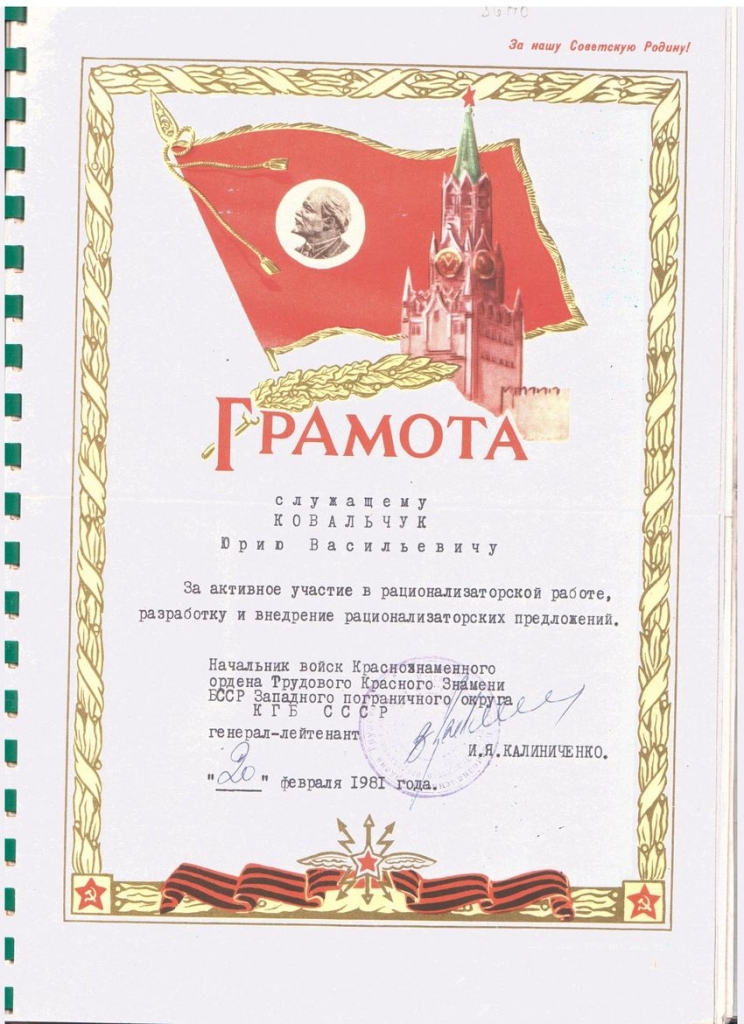 За нашу Советскую Родину!
ГРАМОТА
служащему
КОВАЛЬЧУК
Юрию Васильевичу
За активное участие в рационализаторской работе,
разработку и внедрение рационализаторских предложений.
Начальник войск Краснознаменного
ордена Трудового Красного Знамени
БССР Западного пограничного округа
КГБ СССР
генерал-лейтенант
И.Я.КАЛИНИЧЕНКО.
"20" февраля 1981 года.